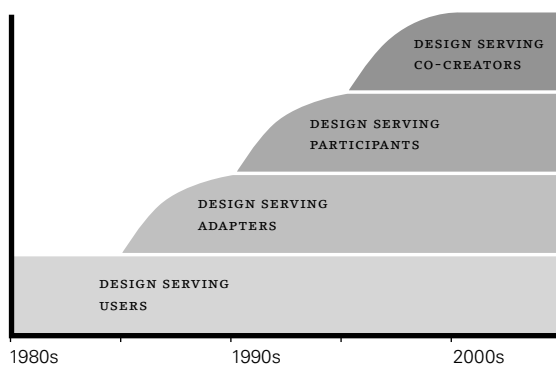 DESIGN SERVING
CO-CREATORS
DESIGN SERVING
PARTICIPANTS
DESIGN SERVING
ADAPTERS
DESIGN SERVING
USERS
1980s 1990s 2000s